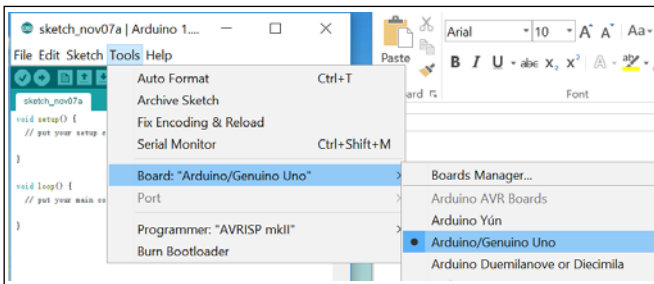 sketch_nov07a | Arduino 1....
File Edit Sketch Tools Help
sketch_nov07a
void setup() {
// put your setup c
}
void loop() {
// put your main co
}
Auto Format Ctrl+T
Archive Sketch
Fix Encoding & Reload
Serial Monitor Ctrl+Shift+M
Board: "Arduino/Genuino Uno"
Port
Programmer: "AVRISP mkII"
Burn Bootloader
Paste
Arial 10 A A Aa
B I U abc X, X² A aby
ard Font
Boards Manager...
Arduino AVR Boards
Arduino Yún
Arduino/Genuino Uno
Arduino Duemilanove or Diecimila